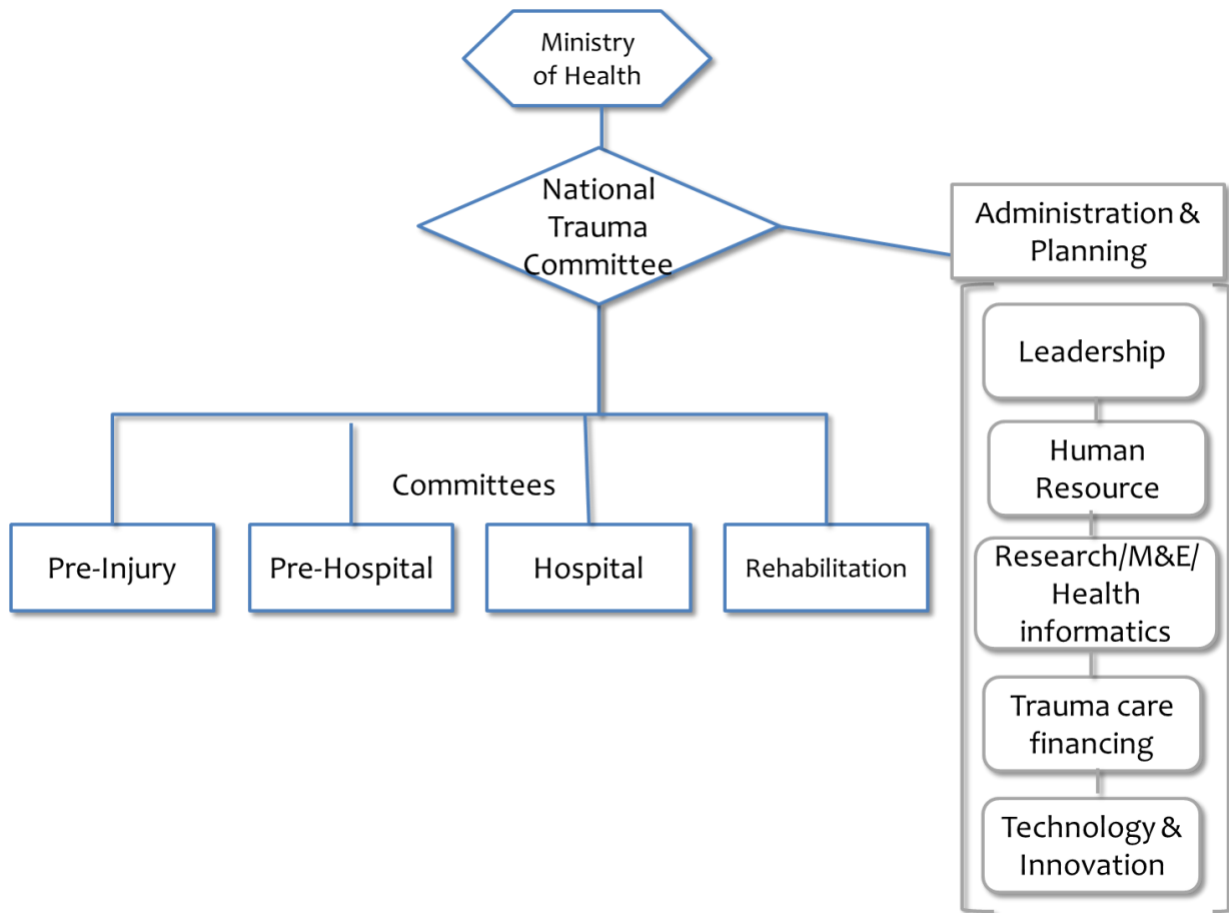 Ministry
of Health
National
Trauma
Committee
Administration &
Planning
Leadership
Human
Resource
Research/M&E/
Health
informatics
Trauma care
financing
Technology &
Innovation
Committees
Pre-Injury
Pre-Hospital
Hospital
Rehabilitation